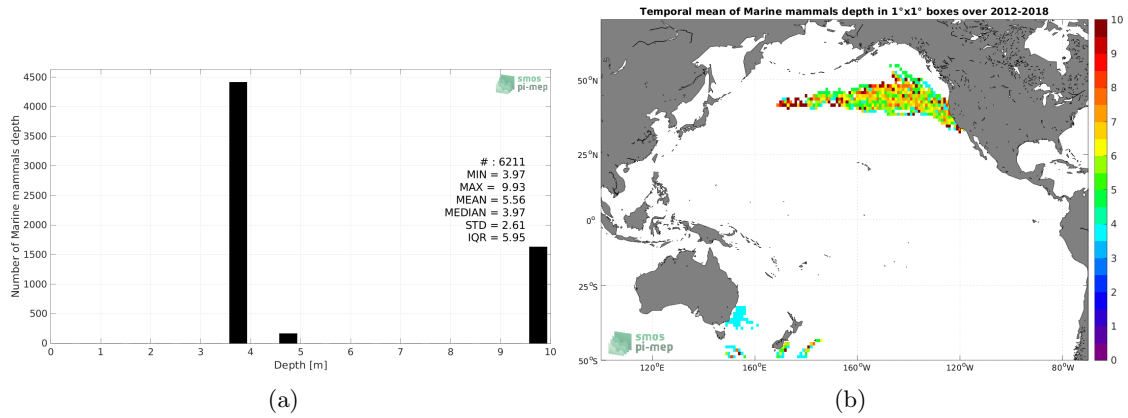 Number of Marine mammals depth
4500
4000
3500
3000
2500
2000
1500
1000
500
0
smos
pi-mep
# : 6211
MIN = 3.97
MAX = 9.93
MEAN = 5.56
MEDIAN = 3.97
STD = 2.61
IQR = 5.95
0 1 2 3 4 5 6 7 8 9 10
Depth [m]
(a)
Temporal mean of Marine mammals depth in 1°x1° boxes over 2012-2018
50°N
25°N
0°
25°S
50°S
smos
pi-mep
120°E 160°E 160°W 120°W 80°W
10
9
8
7
6
5
4
3
2
1
0
(b)